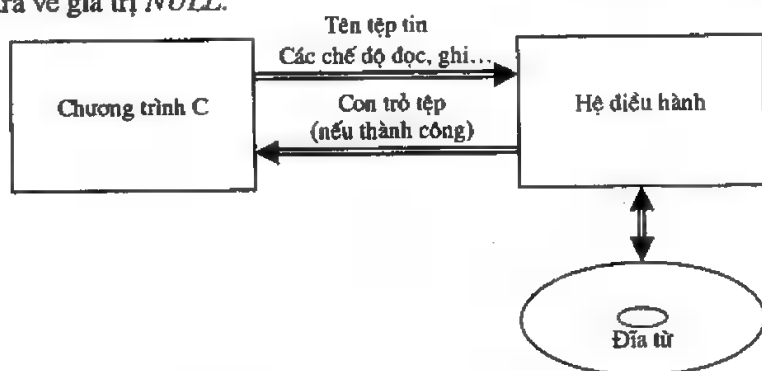 rả về giá trị NULL.
Tên tệp tin
Các chế độ đọc, ghi...
Chương trình C
Con trỏ tệp
(nếu thành công)
Hệ điều hành
Đĩa từ